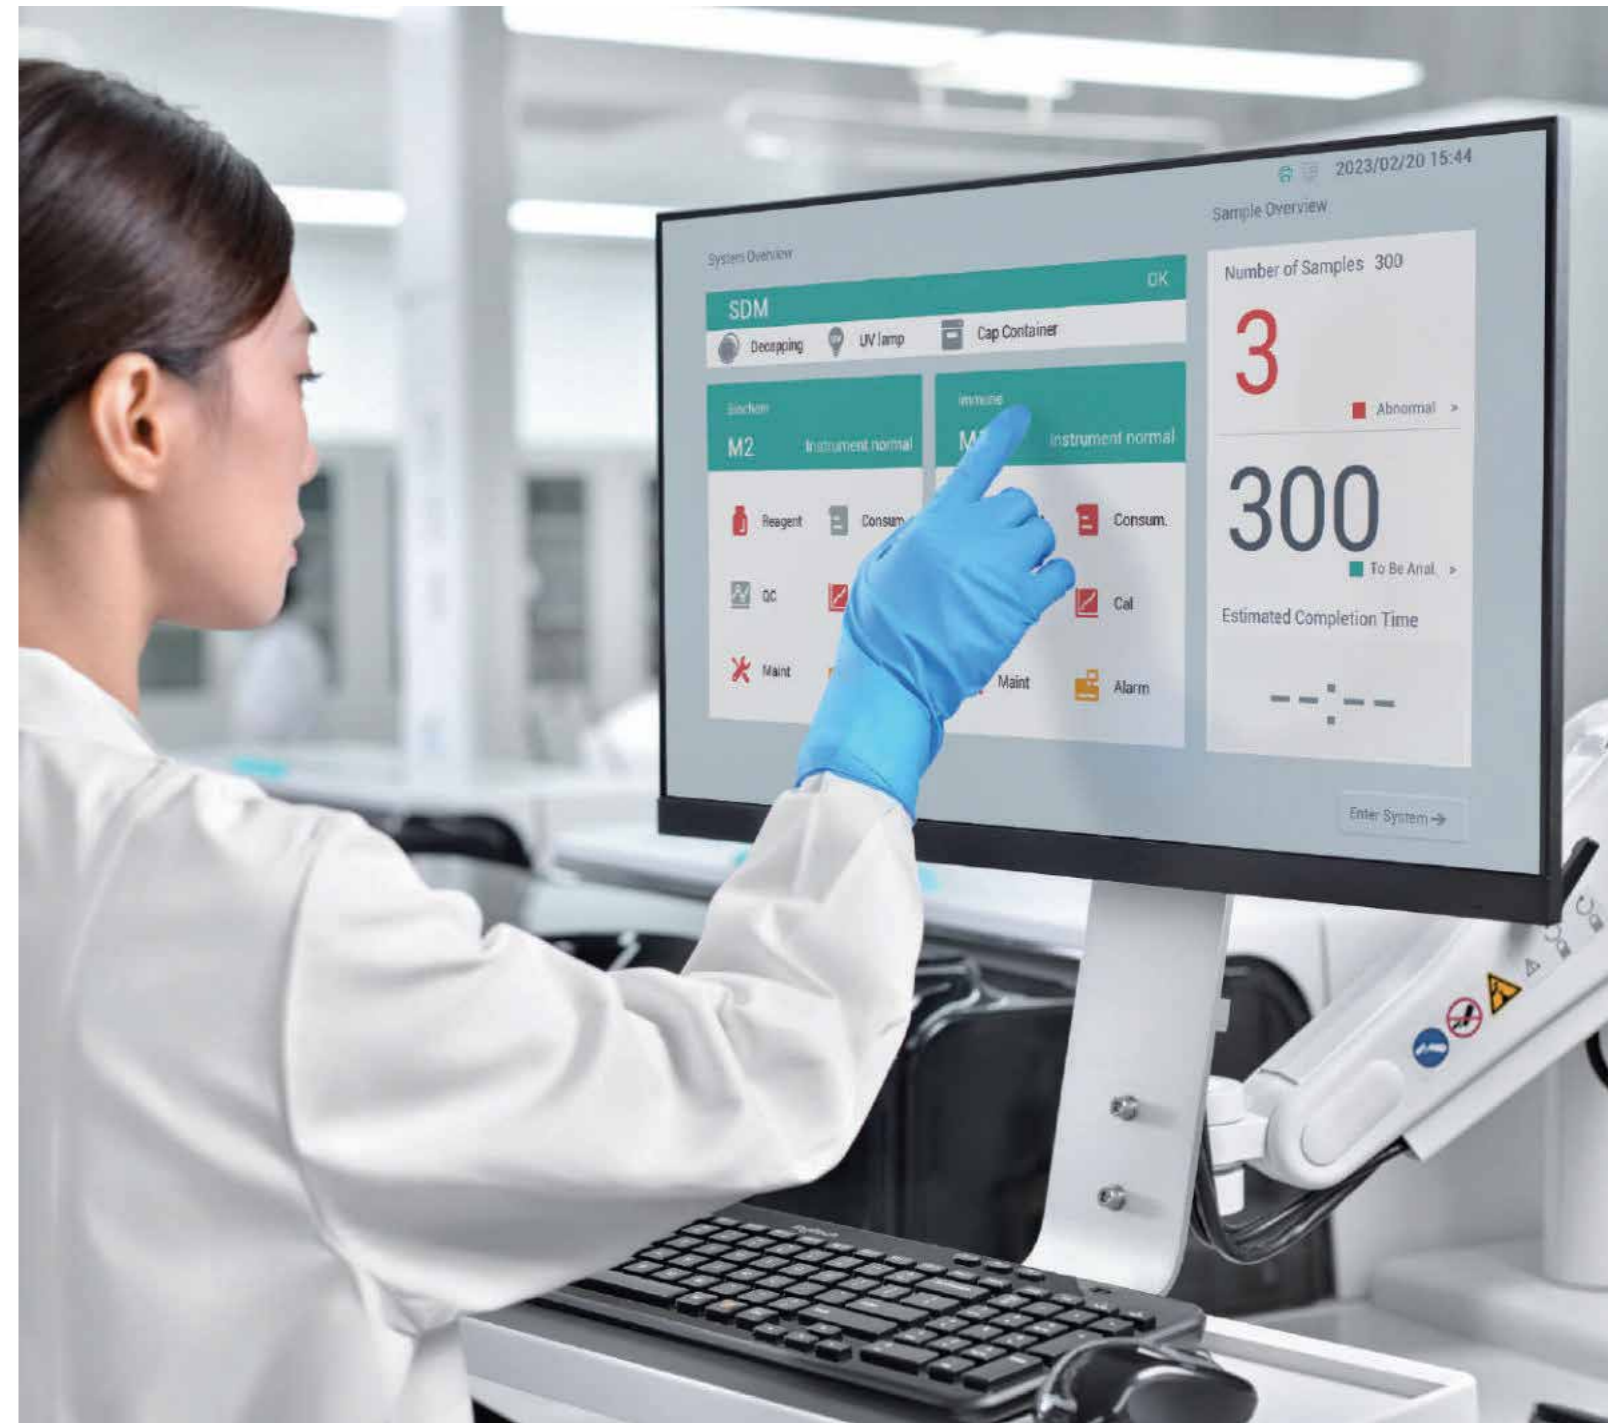 2023/02/20 15:44
System Overview
Sample Overview
SDM OK
Decapping UV lamp Cap Container
Biochem
M2 Instrument normal
Immune
Instrument normal
Reagent Consum.
QC
Maint
Consum.
Cal
Maint Alarm
Number of Samples 300
3
Abnormal »
300
To Be Anal. »
Estimated Completion Time
--:--
Enter System→